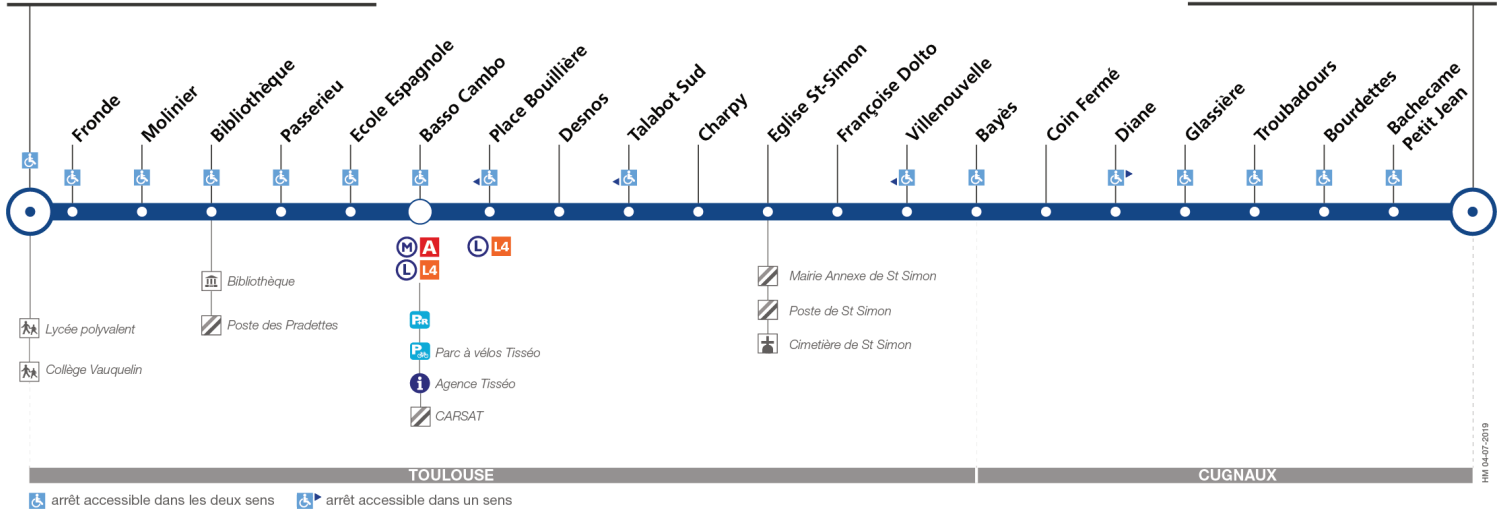 Fronde
Molinier
Bibliothèque
Passerieu
Ecole Espagnole
Basso Cambo
Place Bouillière
Desnos
Talabot Sud
Charpy
Eglise St-Simon
Françoise Dolto
Villenouvelle
Bayès
Coin Fermé
Diane
Glassière
Troubadours
Bourdettes
Bachecame
Petit Jean
M A
L L4
L L4
Bibliothèque
Poste des Pradettes
Lycée polyvalent
Collège Vauquelin
P+R
P
Parc à vélos Tisséo
i Agence Tisséo
CARSAT
Mairie Annexe de St Simon
Poste de St Simon
Cimetière de St Simon
TOULOUSE
CUGNAUX
HM 04-07-2019
arrêt accessible dans les deux sens
arrêt accessible dans un sens